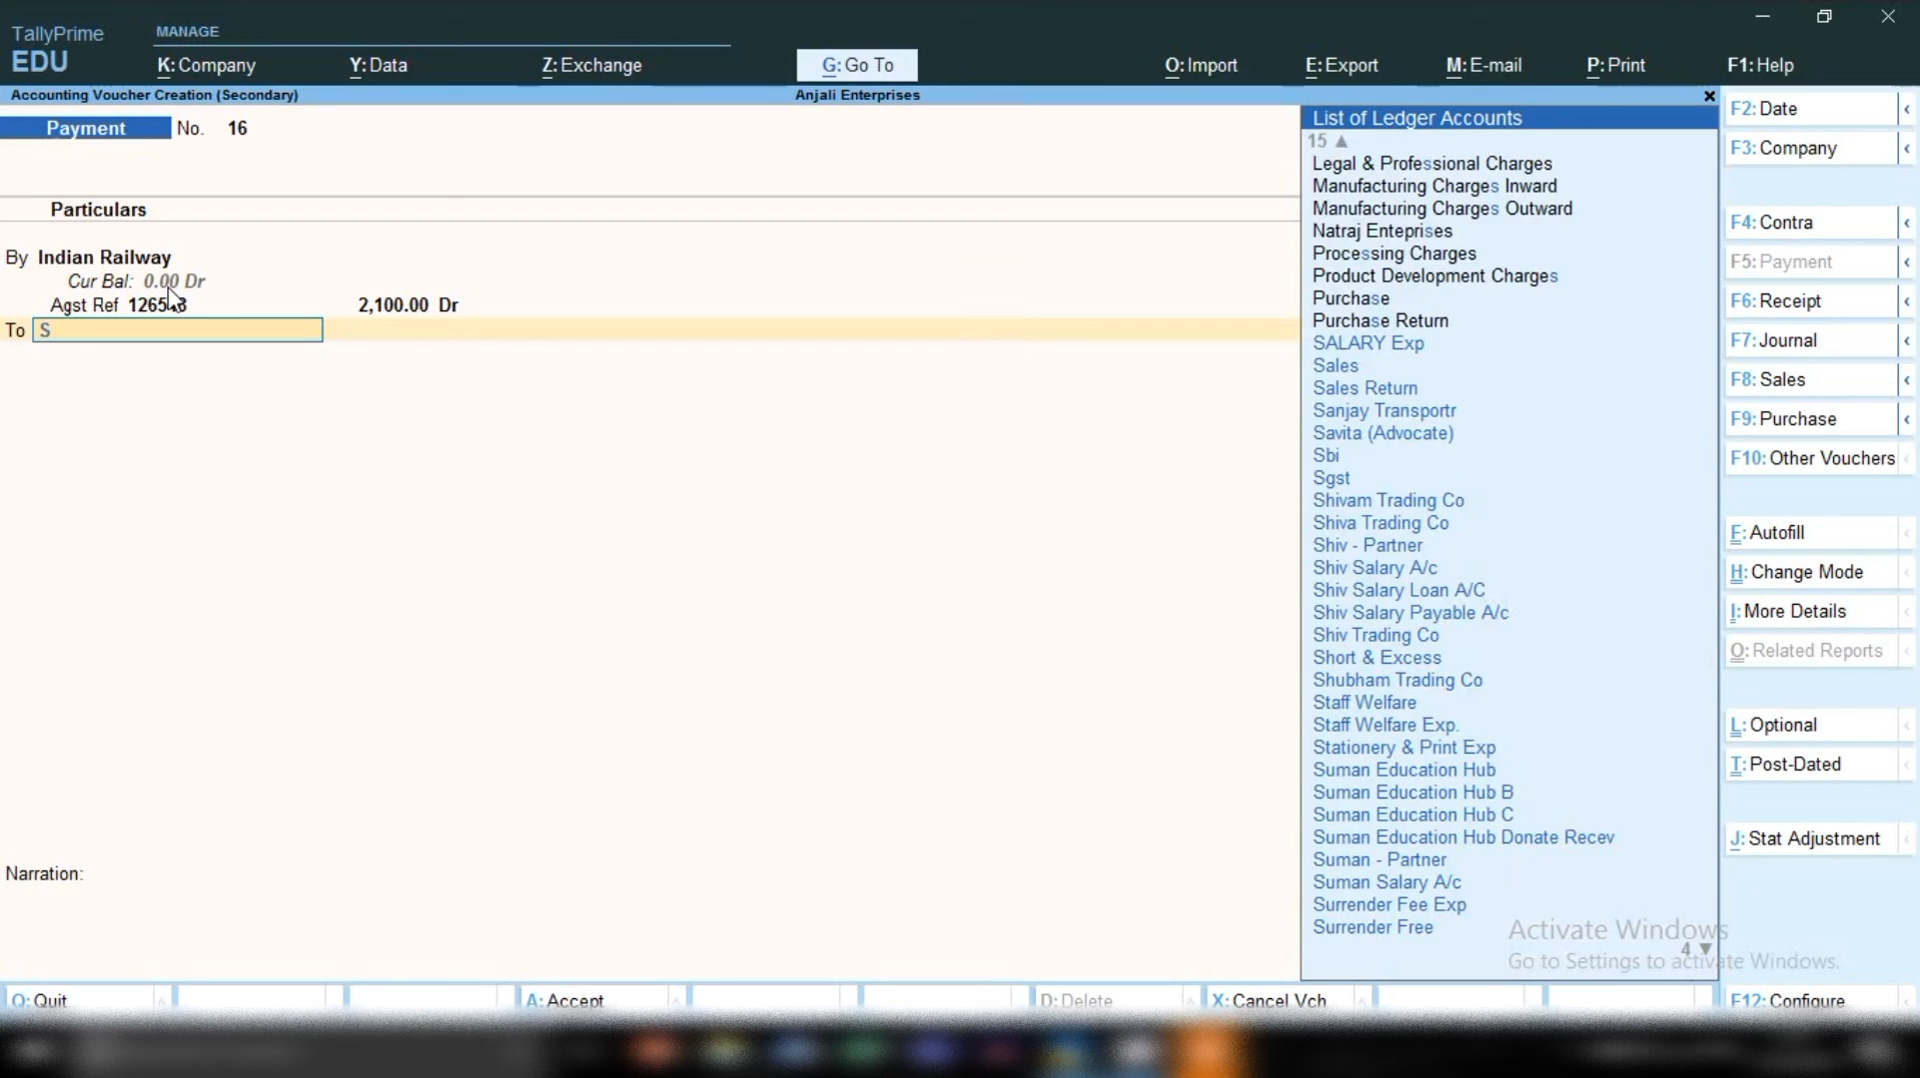 TallyPrime
EDU
MANAGE
K: Company
Y: Data
Z: Exchange
G: Go To
O: Import
E: Export
M: E-mail
P: Print
F1: Help
Accounting Voucher Creation (Secondary)
Anjali Enterprises
Payment No. 16
Particulars
By Indian Railway
Cur Bal: 0.00 Dr
Agst Ref 2,100.00 Dr
To S
Narration:
List of Ledger Accounts
15 ▲
Legal & Professional Charges
Manufacturing Charges Inward
Manufacturing Charges Outward
Natraj Enteprises
Processing Charges
Product Development Charges
Purchase
Purchase Return
SALARY Exp
Sales
Sales Return
Sanjay Transportr
Savita (Advocate)
Sbi
Sgst
Shivam Trading Co
Shiva Trading Co
Shiv - Partner
Shiv Salary A/c
Shiv Salary Loan A/C
Shiv Salary Payable A/c
Shiv Trading Co
Short & Excess
Shubham Trading Co
Staff Welfare
Staff Welfare Exp.
Stationery & Print Exp
Suman Education Hub
Suman Education Hub B
Suman Education Hub C
Suman Education Hub Donate Recev
Suman - Partner
Suman Salary A/c
Surrender Fee Exp
Surrender Free
4 ▼
F2: Date
F3: Company
F4: Contra
F5: Payment
F6: Receipt
F7: Journal
F8: Sales
F9: Purchase
F10: Other Vouchers
F: Autofill
H: Change Mode
I: More Details
O: Related Reports
L: Optional
T: Post-Dated
J: Stat Adjustment
Activate Windows
Go to Settings to activate Windows.
Q: Quit
A: Accept
D: Delete
X: Cancel Vch
F12: Configure